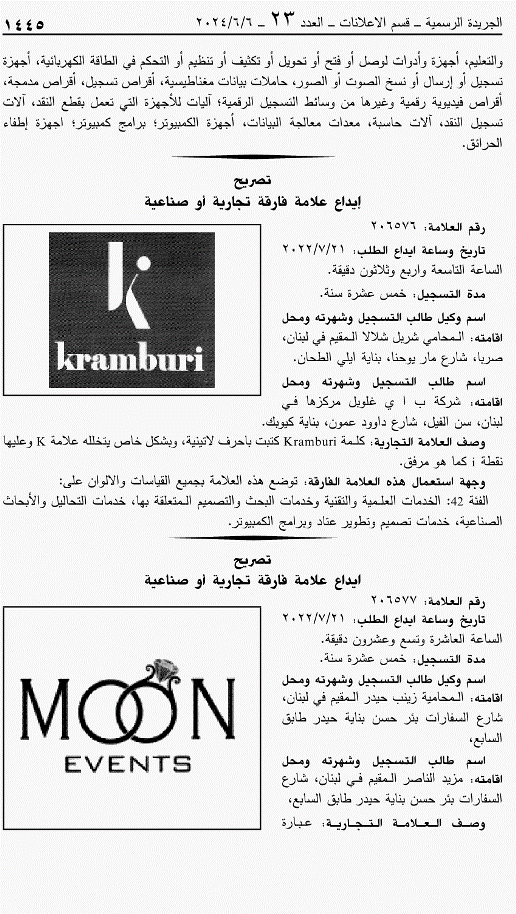 الجريدة الرسمية ـ قسم الاعلانات ـ العدد ٢٣ ـ ٢٠٢٤/٦/٦
١٤٤٥
والتعليم، أجهزة وأدوات لوصل أو فتح أو تحويل أو تكثيف أو تنظيم أو التحكم في الطاقة الكهربائية، أجهزة
تسجيل أو إرسال أو نسخ الصوت أو الصور، حاملات بيانات مغناطيسية، أقراص تسجيل، أقراص مدمجة،
أقراص فيديوية رقمية وغيرها من وسائط التسجيل الرقمية؛ آليات للأجهزة التي تعمل بقطع النقد، آلات
تسجيل النقد، آلات حاسبة، معدات معالجة البيانات، أجهزة الكمبيوتر؛ برامج كمبيوتر؛ اجهزة إطفاء
الحرائق.
تصريح
إيداع علامة فارقة تجارية أو صناعية
رقم العلامة: ٢٠٦٥٧٦
تاريخ وساعة ايداع الطلب: ٢٠٢٢/٧/٢١
الساعة التاسعة واربع وثلاثون دقيقة.
مدة التسجيل: خمس عشرة سنة.
اسم وكيل طالب التسجيل وشهرته ومحل
اقامته: المحامي شربل شلالا المقيم في لبنان،
صربا، شارع مار يوحنا، بناية ايلي الطحان.
اسم طالب التسجيل وشهرته ومحل
اقامته: شركة ب ا ي غلوبل مركزها في
لبنان، سن الفيل، شارع داوود عمون، بناية كيوبك.
kramburi
وصف العلامة التجارية: كلمة Kramburi كتبت باحرف لاتينية، وبشكل خاص يتخلله علامة K وعليها
نقطة i كما هو مرفق.
وجهة استعمال هذه العلامة الفارقة: توضع هذه العلامة بجميع القياسات والالوان على:
الفئة 42: الخدمات العلمية والتقنية وخدمات البحث والتصميم المتعلقة بها، خدمات التحاليل والأبحاث
الصناعية، خدمات تصميم وتطوير عتاد وبرامج الكمبيوتر.
تصريح
ايداع علامة فارقة تجارية أو صناعية
رقم العلامة: ٢٠٦٥٧٧
تاريخ وساعة ايداع الطلب: ٢٠٢٢/٧/٢١
الساعة العاشرة وتسع وعشرون دقيقة.
مدة التسجيل: خمس عشرة سنة.
اسم وكيل طالب التسجيل وشهرته ومحل
اقامته: المحامية زينب حيدر المقيم في لبنان،
شارع السفارات بئر حسن بناية حيدر طابق
السابع،
اسم طالب التسجيل وشهرته ومحل
اقامته: مزيد الناصر المقيم في لبنان، شارع
السفارات بئر حسن بناية حيدر طابق السابع،
وصف العلامة التجارية: عبارة
MOON
EVENTS